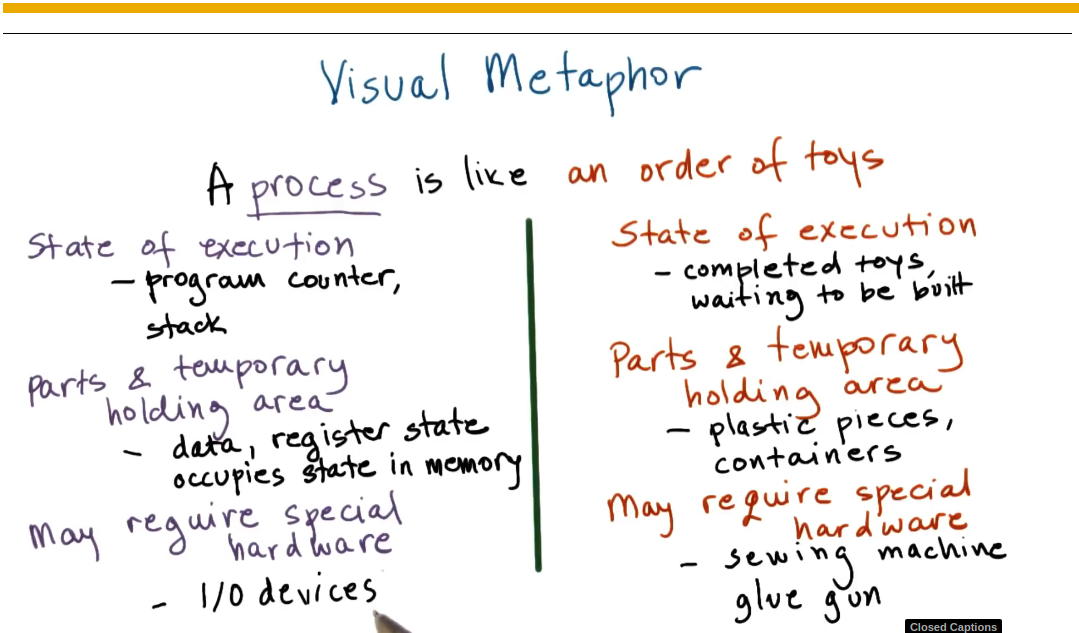 Visual Metaphor
A process is like an order of toys
State of execution
– program counter,
stack
Parts & temporary
holding area
– data, register state
occupies state in memory
May require special
hardware
– I/O devices
State of execution
– completed toys,
waiting to be built
Parts & temporary
holding area
– plastic pieces,
containers
May require special
hardware
– sewing machine
glue gun
Closed Captions